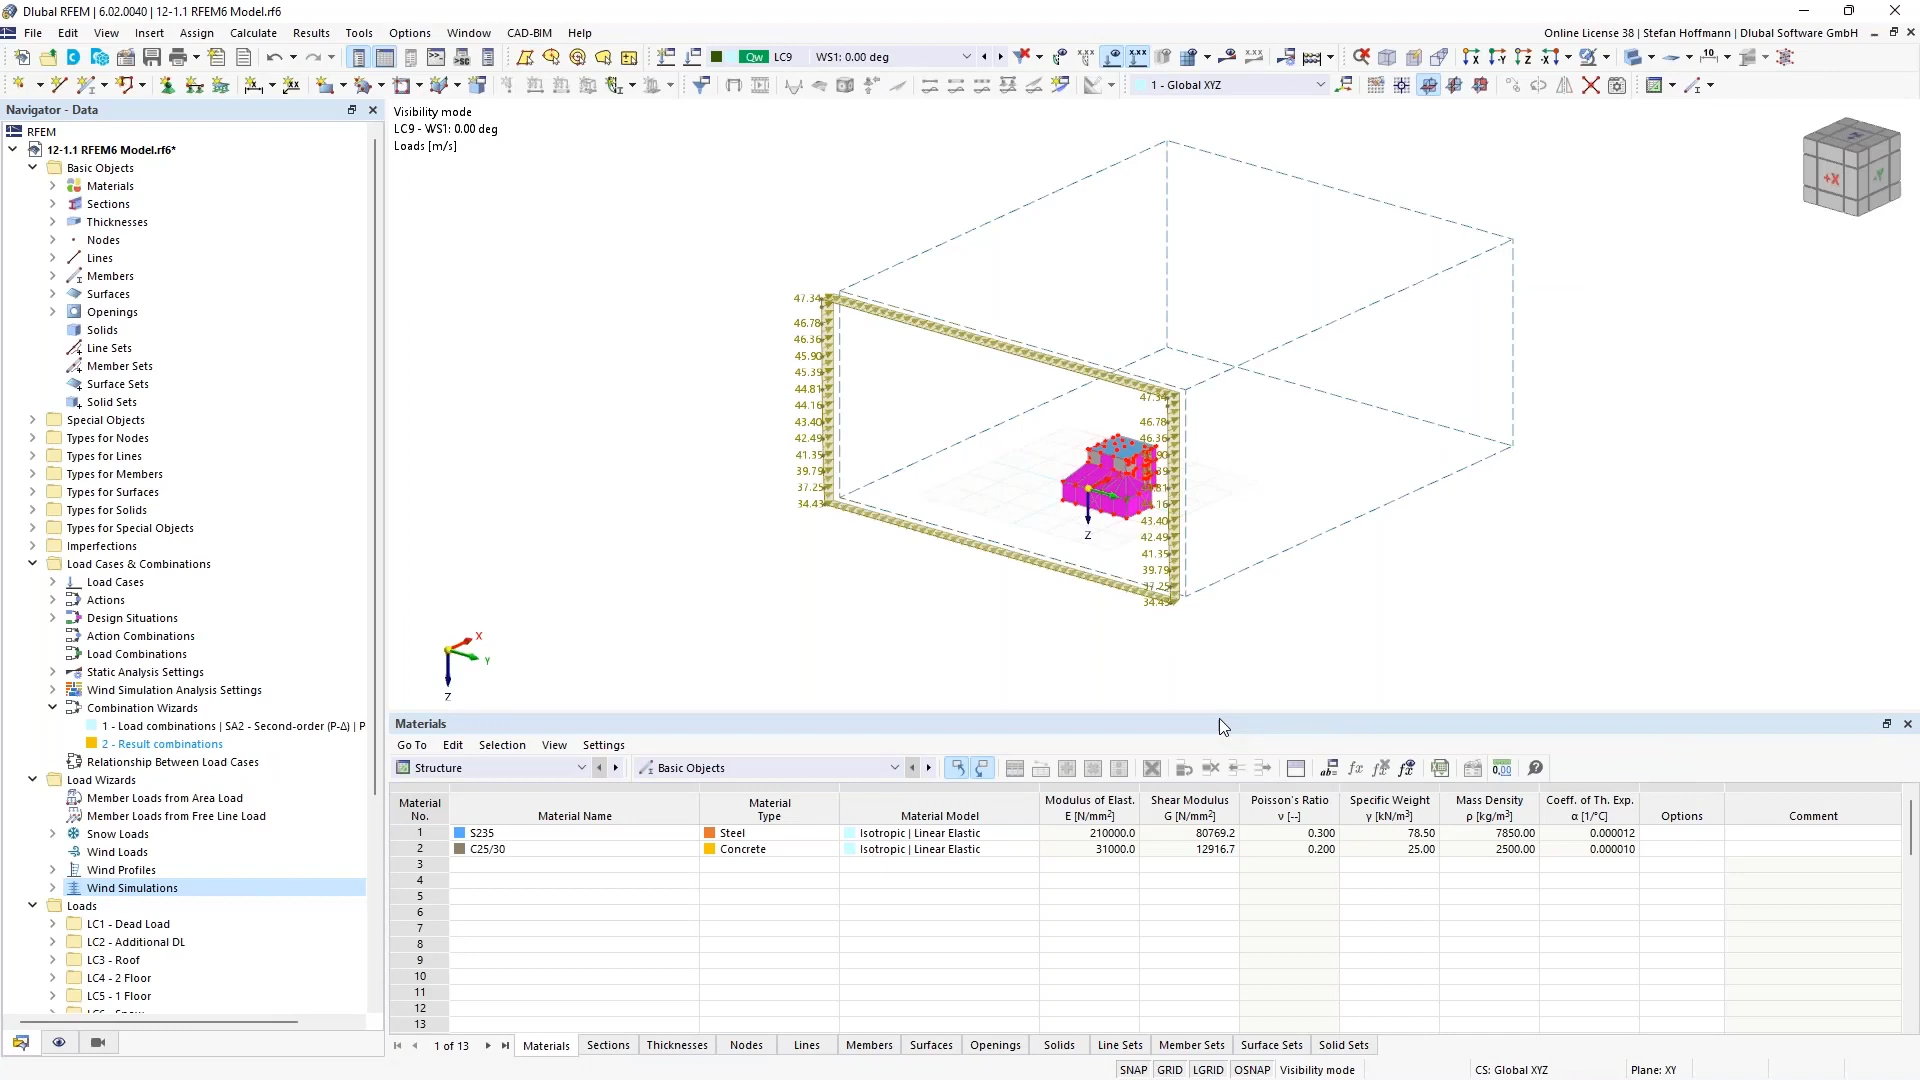 Dlubal RFEM | 6.02.0040 | 12-1.1 RFEM6 Model.rf6
File Edit View Insert Assign Calculate Results Tools Options Window CAD-BIM Help
Online License 38 | Stefan Hoffmann | Dlubal Software GmbH
Qw LC9 WS1: 0.00 deg
1 - Global XYZ
Navigator - Data
RFEM
12-1.1 RFEM6 Model.rf6*
Basic Objects
Materials
Sections
Thicknesses
Nodes
Lines
Members
Surfaces
Openings
Solids
Line Sets
Member Sets
Surface Sets
Solid Sets
Special Objects
Types for Nodes
Types for Lines
Types for Members
Types for Surfaces
Types for Solids
Types for Special Objects
Imperfections
Load Cases & Combinations
Load Cases
Actions
Design Situations
Action Combinations
Load Combinations
Static Analysis Settings
Wind Simulation Analysis Settings
Combination Wizards
1 - Load combinations | SA2 - Second-order (P-Δ) | P
2 - Result combinations
Relationship Between Load Cases
Load Wizards
Member Loads from Area Load
Member Loads from Free Line Load
Snow Loads
Wind Loads
Wind Profiles
Wind Simulations
Loads
LC1 - Dead Load
LC2 - Additional DL
LC3 - Roof
LC4 - 2 Floor
LC5 - 1 Floor
Visibility mode
LC9 - WS1: 0.00 deg
Loads [m/s]
47.34
46.78
46.36
45.90
45.39
44.81
44.16
43.40
42.49
41.35
39.79
37.25
34.43
47.34
46.78
46.36
43.40
42.49
41.35
39.79
37.25
34.43
Z
X
Y
Z
+X
-Y
Materials
Go To Edit Selection View Settings
Structure Basic Objects
Material No. Material Name Material Type Material Model Modulus of Elast. E [N/mm²] Shear Modulus G [N/mm²] Poisson's Ratio ν [--] Specific Weight γ [kN/m³] Mass Density ρ [kg/m³] Coeff. of Th. Exp. α [1/°C] Options Comment
1 S235 Steel Isotropic | Linear Elastic 210000.0 80769.2 0.300 78.50 7850.00 0.000012
2 C25/30 Concrete Isotropic | Linear Elastic 31000.0 12916.7 0.200 25.00 2500.00 0.000010
3
4
5
6
7
8
9
10
11
12
13
1 of 13 Materials Sections Thicknesses Nodes Lines Members Surfaces Openings Solids Line Sets Member Sets Surface Sets Solid Sets
SNAP GRID LGRID OSNAP Visibility mode CS: Global XYZ Plane: XY